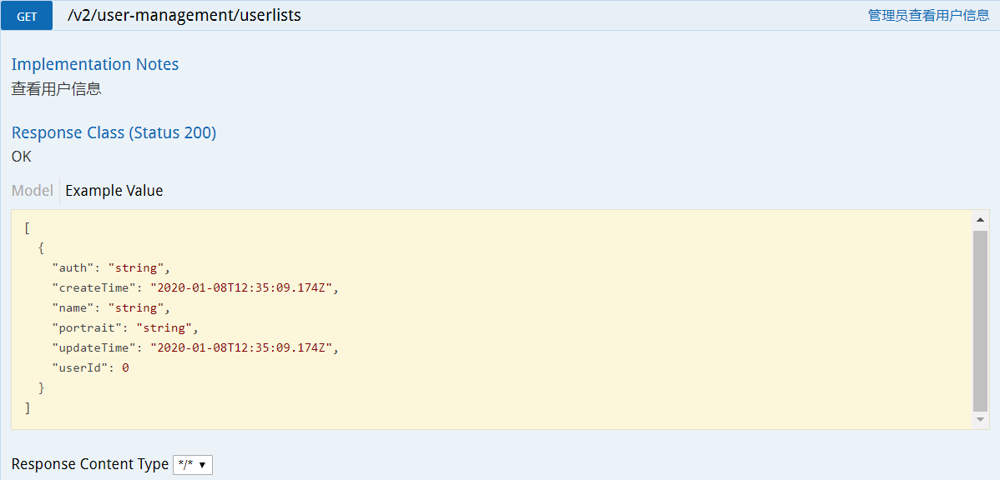 GET /v2/user-management/userlists 管理员查看用户信息
Implementation Notes
查看用户信息
Response Class (Status 200)
OK
Model Example Value
[
{
"auth": "string",
"createTime": "2020-01-08T12:35:09.174Z",
"name": "string",
"portrait": "string",
"updateTime": "2020-01-08T12:35:09.174Z",
"userId": 0
}
]
Response Content Type */*